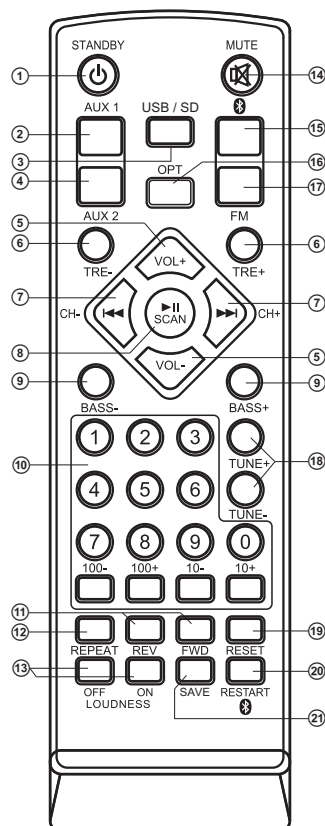 STANDBY MUTE
1 14
AUX 1 USB / SD
2 15
3 OPT 16
4 17
AUX 2 FM
5
6 VOL+ 6
TRE- TRE+
7 7
CH- SCAN CH+
8
VOL- 5
9 9
BASS- BASS+
10 1 2 3
TUNE+ 18
4 5 6
TUNE-
7 8 9 0
100- 100+ 10- 10+
11
12 19
REPEAT REV FWD RESET
13 20
OFF ON SAVE RESTART
LOUDNESS
21